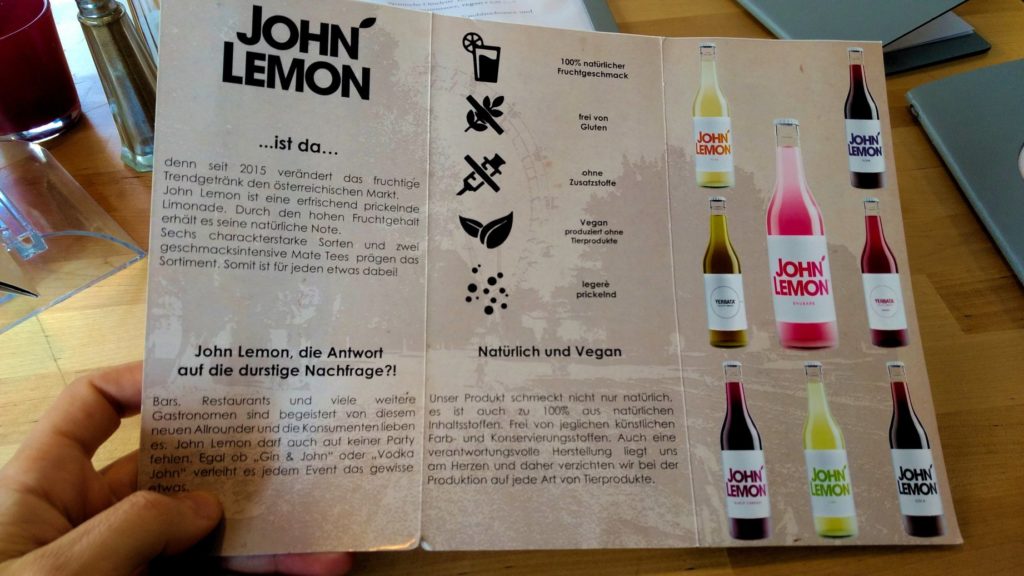 JOHN
LEMON
...ist da...
denn seit 2015 verändert das fruchtige
Trendgetränk den österreichischen Markt.
John Lemon ist eine erfrischend prickelnde
Limonade. Durch den hohen Fruchtgehalt
erhält es seine natürliche Note.
Sechs charackterstarke Sorten und zwei
geschmacksintensive Mate Tees prägen das
Sortiment. Somit ist für jeden etwas dabei!
John Lemon, die Antwort
auf die durstige Nachfrage?!
Bars, Restaurants und viele weitere
Gastronomen sind begeistert von diesem
neuen Allrounder und die Konsumenten lieben
es. John Lemon darf auch auf keiner Party
fehlen. Egal ob „Gin & John" oder „Vodka
John" verleiht es jedem Event das gewisse
etwas.
100% natürlicher
Fruchtgeschmack
frei von
Gluten
ohne
Zusatzstoffe
Vegan
produziert ohne
Tierprodukte
legerè
prickelnd
Natürlich und Vegan
Unser Produkt schmeckt nicht nur natürlich,
es ist auch zu 100% aus natürlichen
Inhaltsstoffen. Frei von jeglichen künstlichen
Farb- und Konservierungsstoffen. Auch eine
verantwortungsvolle Herstellung liegt uns
am Herzen und daher verzichten wir bei der
Produktion auf jede Art von Tierprodukte.
JOHN
LEMON
JOHN
LEMON
JOHN
LEMON
RHUBARB
YERBATA
YERBATA
JOHN
LEMON
JOHN
LEMON
JOHN
LEMON